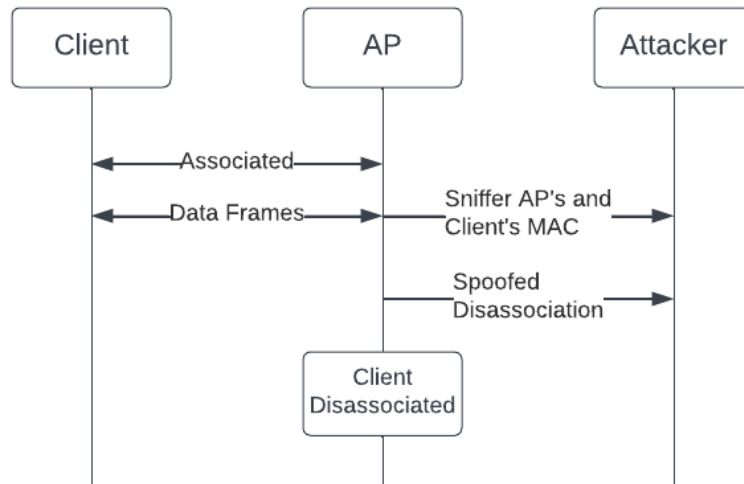 Client
AP
Attacker
Associated
Data Frames
Sniffer AP's and
Client's MAC
Spoofed
Disassociation
Client
Disassociated